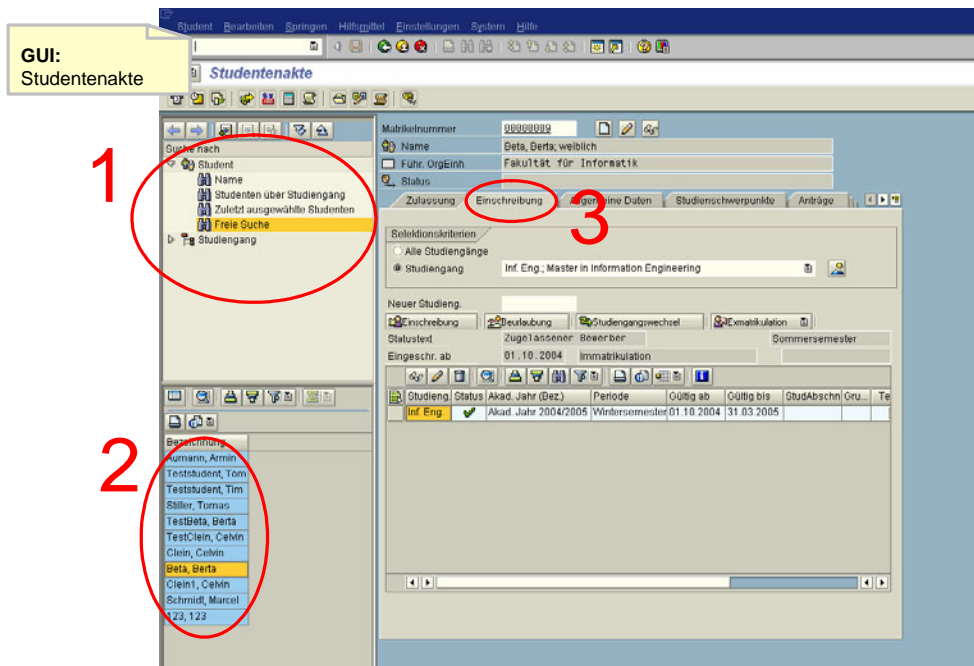 Student Bearbeiten Springen Hilfsmittel Einstellungen System Hilfe
GUI:
Studentenakte
Studentenakte
1
Suche nach
Student
Name
Studenten über Studiengang
Zuletzt ausgewählte Studenten
Freie Suche
Studiengang
2
Bezeichnung
Aumann, Armin
Teststudent, Tom
Teststudent, Tim
Stiller, Tomas
TestBeta, Berta
TestClein, Celvin
Clein, Celvin
Beta, Berta
Clein1, Celvin
Schmidt, Marcel
123, 123
Matrikelnummer 00000009
Name Beta, Berta; weiblich
Führ. OrgEinh Fakultät für Informatik
Status
Zulassung Einschreibung Allgemeine Daten Studienschwerpunkte Anträge
3
Selektionskriterien
Alle Studiengänge
Studiengang Inf. Eng.; Master in Information Engineering
Neuer Studieng.
Einschreibung Beurlaubung Studiengangswechsel Exmatrikulation
Statustext Zugelassener Bewerber Sommersemester
Eingeschr. ab 01.10.2004 Immatrikulation
Studieng. Status Akad. Jahr (Bez.) Periode Gültig ab Gültig bis StudAbschn Gru... Te
Inf. Eng. Akad. Jahr 2004/2005 Wintersemester 01.10.2004 31.03.2005